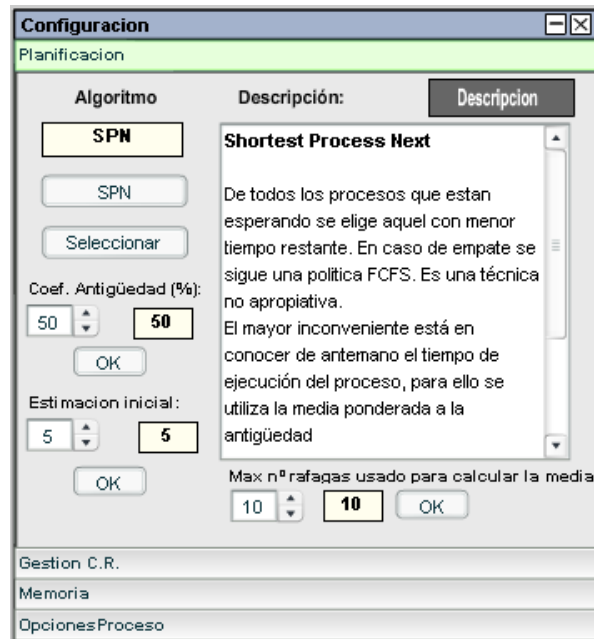 Configuracion
Planificacion
Algoritmo
SPN
SPN
Seleccionar
Coef. Antigüedad (%):
50 50
OK
Estimacion inicial:
5 5
OK
Descripción: Descripcion
Shortest Process Next
De todos los procesos que estan
esperando se elige aquel con menor
tiempo restante. En caso de empate se
sigue una politica FCFS. Es una técnica
no apropiativa.
El mayor inconveniente está en
conocer de antemano el tiempo de
ejecución del proceso, para ello se
utiliza la media ponderada a la
antigüedad
Max nº rafagas usado para calcular la media
10 10 OK
Gestion C.R.
Memoria
OpcionesProceso